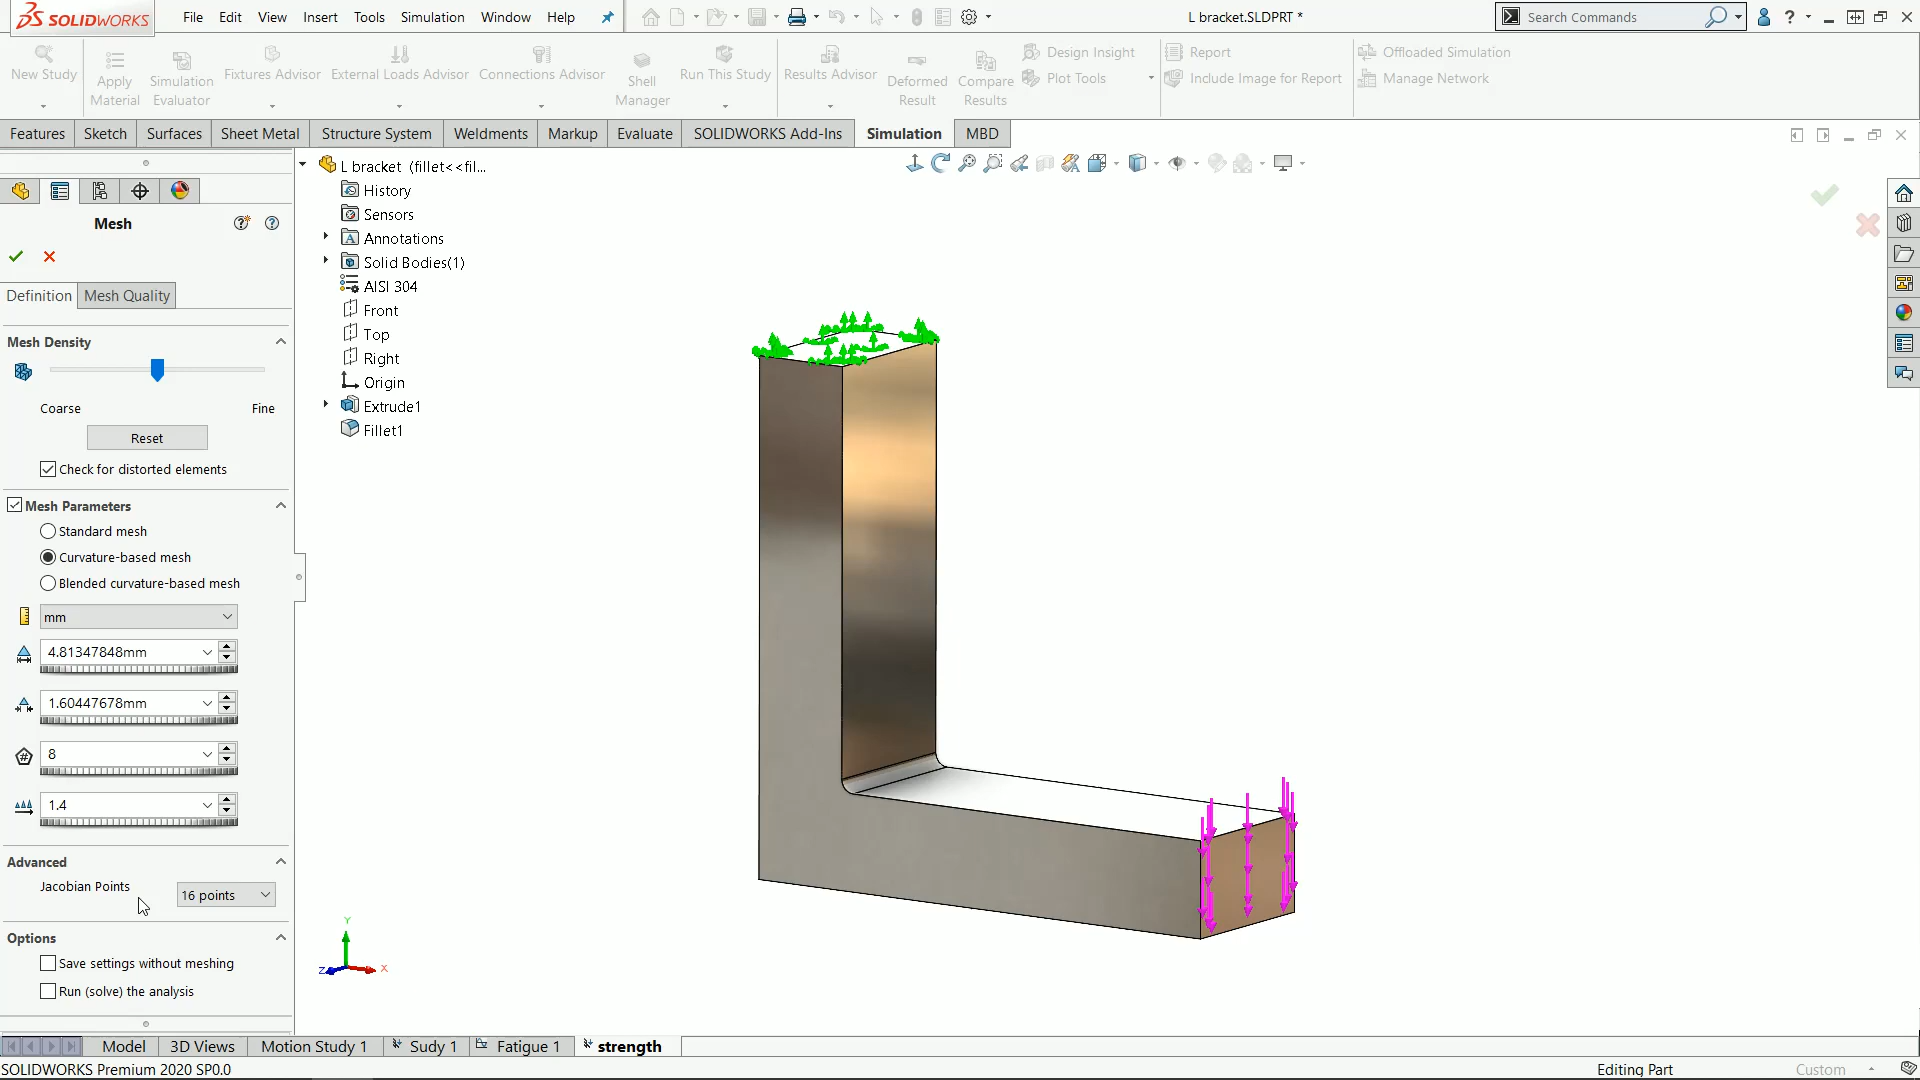 SOLIDWORKS
File Edit View Insert Tools Simulation Window Help
L bracket.SLDPRT *
Search Commands
New Study
Apply Material
Simulation Evaluator
Fixtures Advisor
External Loads Advisor
Connections Advisor
Shell Manager
Run This Study
Results Advisor
Deformed Result
Compare Results
Design Insight
Plot Tools
Report
Include Image for Report
Offloaded Simulation
Manage Network
Features Sketch Surfaces Sheet Metal Structure System Weldments Markup Evaluate SOLIDWORKS Add-Ins Simulation MBD
Mesh
Definition Mesh Quality
Mesh Density
Coarse Fine
Reset
Check for distorted elements
Mesh Parameters
Standard mesh
Curvature-based mesh
Blended curvature-based mesh
mm
4.81347848mm
1.60447678mm
8
1.4
Advanced
Jacobian Points 16 points
Options
Save settings without meshing
Run (solve) the analysis
L bracket (fillet<<fil...
History
Sensors
Annotations
Solid Bodies(1)
AISI 304
Front
Top
Right
Origin
Extrude1
Fillet1
Y
Z
X
Model 3D Views Motion Study 1 Sudy 1 Fatigue 1 strength
SOLIDWORKS Premium 2020 SP0.0
Editing Part
Custom